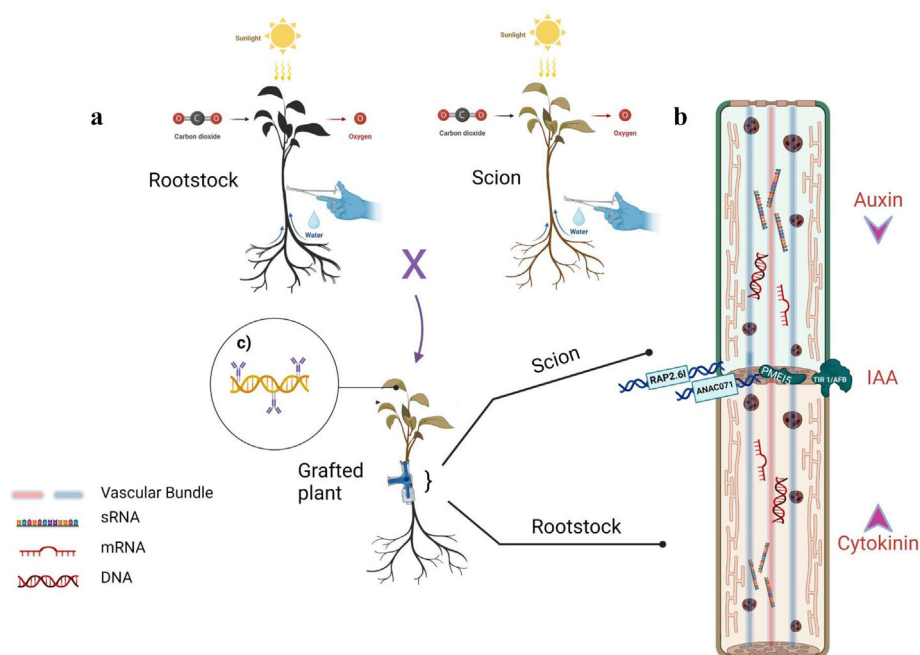 a
Sunlight
O C O
Carbon dioxide
O
Oxygen
Rootstock
Water
Sunlight
O C O
Carbon dioxide
O
Oxygen
Scion
Water
X
b
Auxin
IAA
Cytokinin
RAP2.6l
ANAC071
PMEI5
TIR 1/AFB
c)
Scion
Grafted
plant
}
Rootstock
Vascular Bundle
sRNA
mRNA
DNA